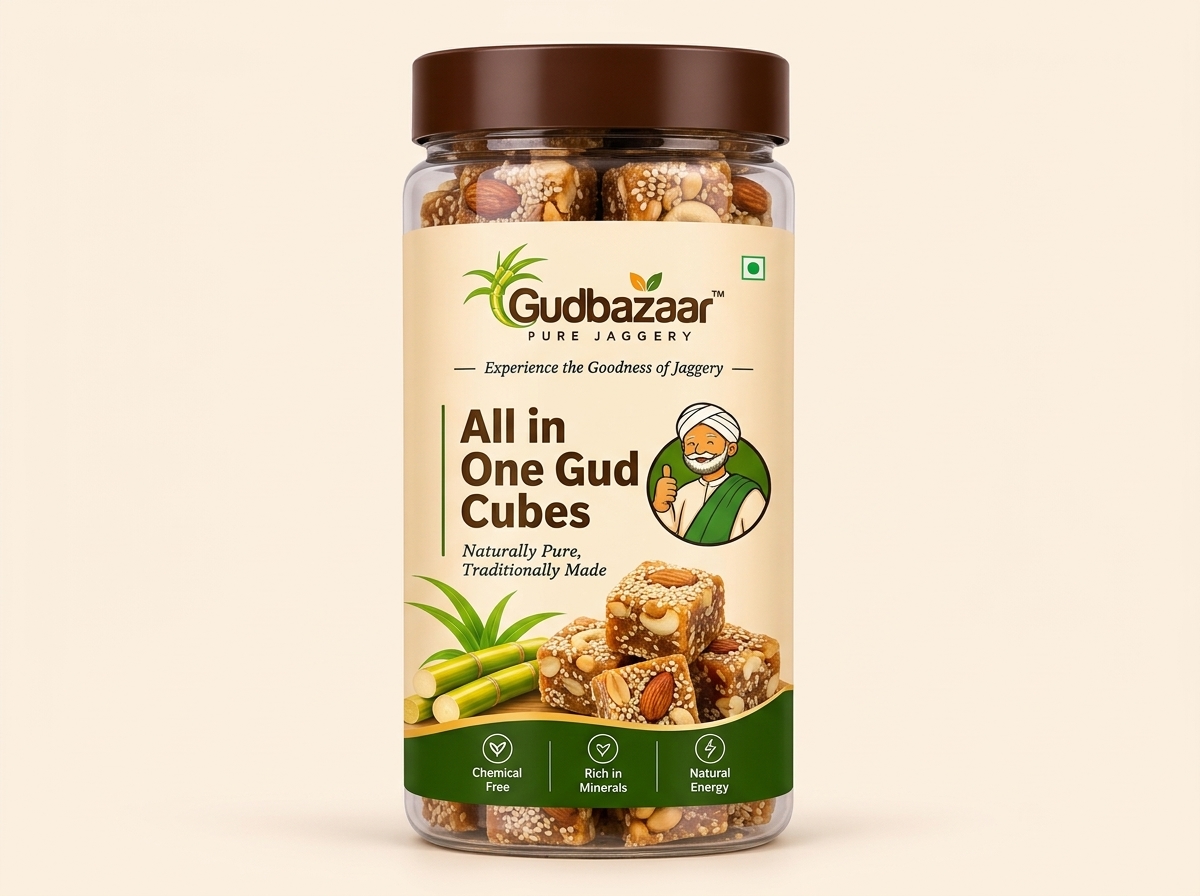 Gudbazaar™
PURE JAGGERY
Experience the Goodness of Jaggery
All in
One Gud
Cubes
Naturally Pure,
Traditionally Made
Chemical
Free
Rich in
Minerals
Natural
Energy